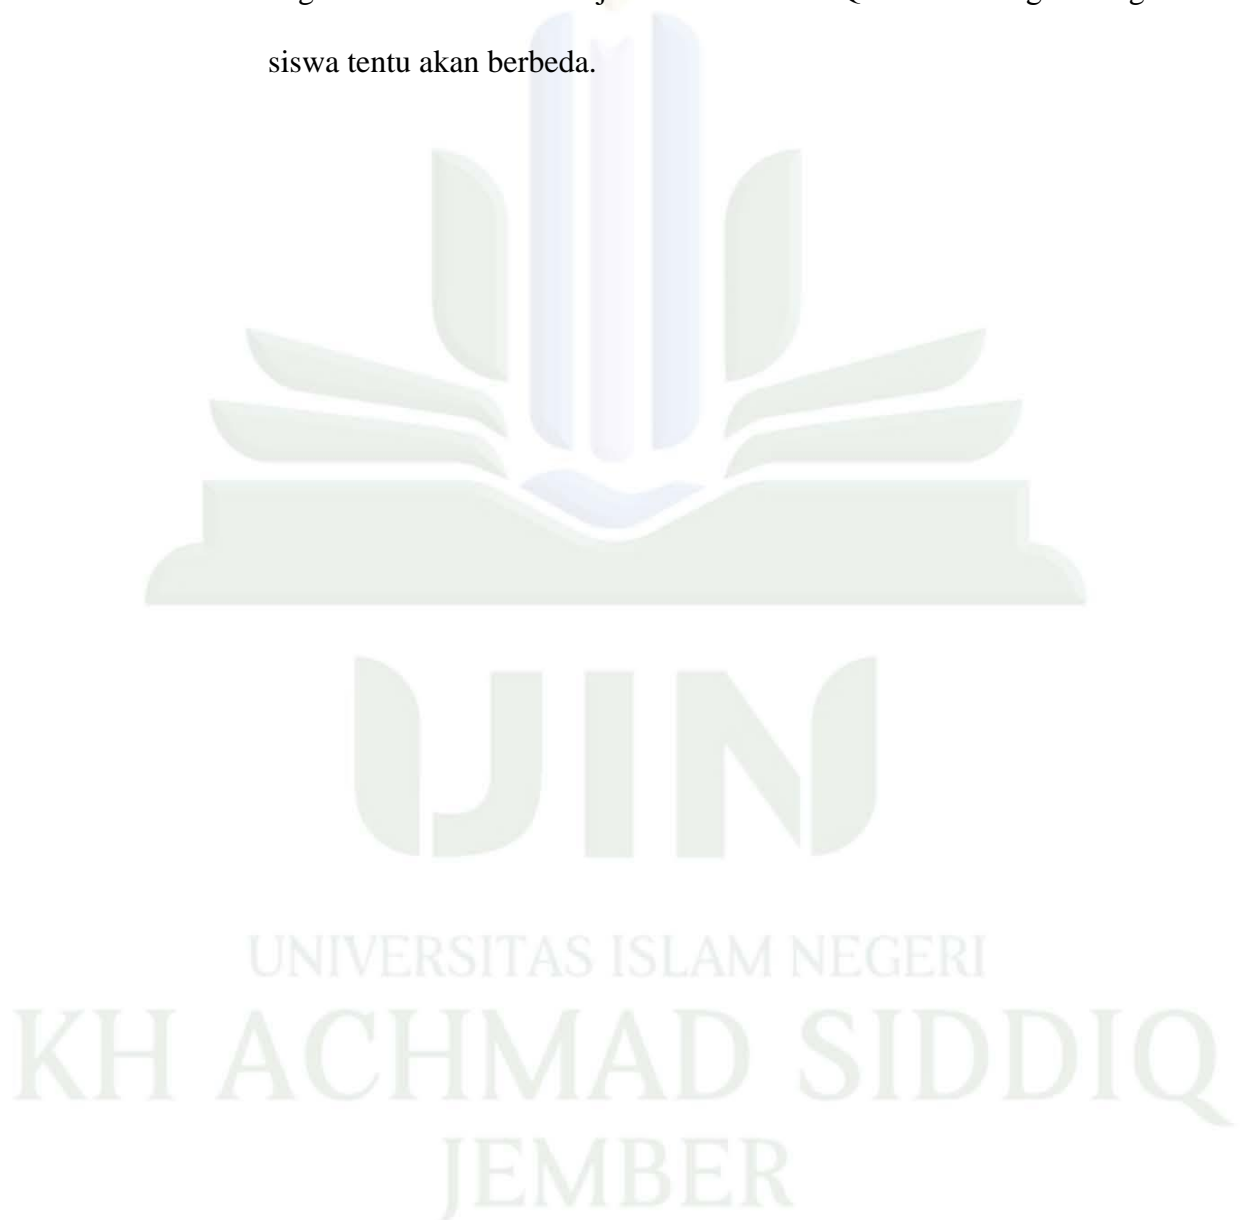 siswa tentu akan berbeda.
UIN
UNIVERSITAS ISLAM NEGERI
KH ACHMAD SIDDIQ
JEMBER